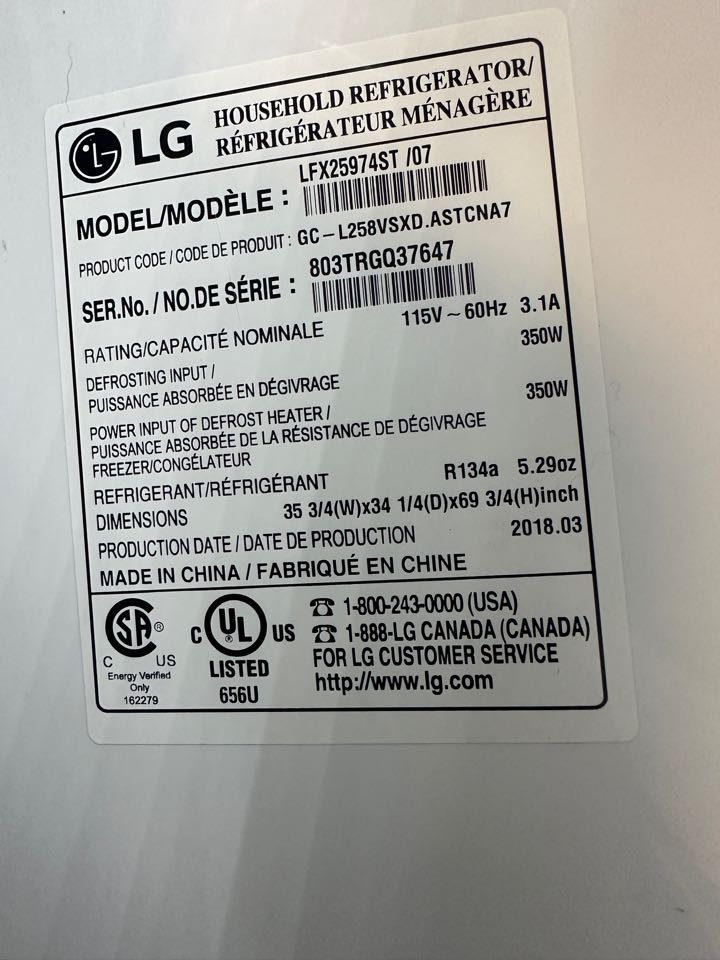 LG HOUSEHOLD REFRIGERATOR/
RÉFRIGÉRATEUR MÉNAGÈRE
MODEL/MODÈLE : LFX25974ST /07
PRODUCT CODE / CODE DE PRODUIT : GC-L258VSXD.ASTCNA7
SER.No. / NO.DE SÉRIE : 803TRGQ37647
RATING/CAPACITÉ NOMINALE 115V ~ 60Hz 3.1A
DEFROSTING INPUT / 350W
PUISSANCE ABSORBÉE EN DÉGIVRAGE
POWER INPUT OF DEFROST HEATER / 350W
PUISSANCE ABSORBÉE DE LA RÉSISTANCE DE DÉGIVRAGE
FREEZER/CONGÉLATEUR
REFRIGERANT/RÉFRIGÉRANT R134a 5.29oz
DIMENSIONS 35 3/4(W)x34 1/4(D)x69 3/4(H)inch
PRODUCTION DATE / DATE DE PRODUCTION 2018.03
MADE IN CHINA / FABRIQUÉ EN CHINE
SA ®
C US
Energy Verified
Only
162279
C UL ® US
LISTED
656U
☎ 1-800-243-0000 (USA)
☎ 1-888-LG CANADA (CANADA)
FOR LG CUSTOMER SERVICE
http://www.lg.com